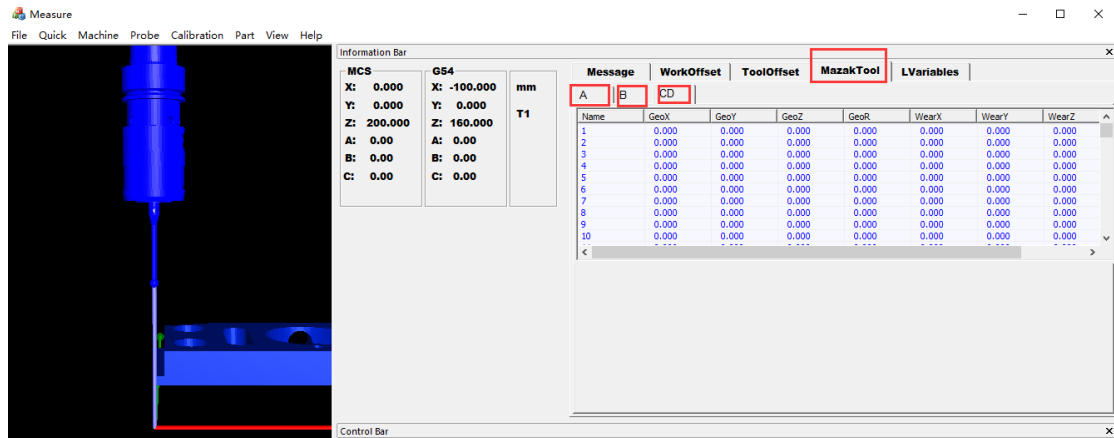 Measure
File Quick Machine Probe Calibration Part View Help
Information Bar
MCS G54
X: 0.000 X: -100.000 mm
Y: 0.000 Y: 0.000
Z: 200.000 Z: 160.000 T1
A: 0.00 A: 0.00
B: 0.00 B: 0.00
C: 0.00 C: 0.00
Message WorkOffset ToolOffset MazakTool LVariables
A B CD
Name GeoX GeoY GeoZ GeoR WearX WearY WearZ
1 0.000 0.000 0.000 0.000 0.000 0.000 0.000
2 0.000 0.000 0.000 0.000 0.000 0.000 0.000
3 0.000 0.000 0.000 0.000 0.000 0.000 0.000
4 0.000 0.000 0.000 0.000 0.000 0.000 0.000
5 0.000 0.000 0.000 0.000 0.000 0.000 0.000
6 0.000 0.000 0.000 0.000 0.000 0.000 0.000
7 0.000 0.000 0.000 0.000 0.000 0.000 0.000
8 0.000 0.000 0.000 0.000 0.000 0.000 0.000
9 0.000 0.000 0.000 0.000 0.000 0.000 0.000
10 0.000 0.000 0.000 0.000 0.000 0.000 0.000
Control Bar